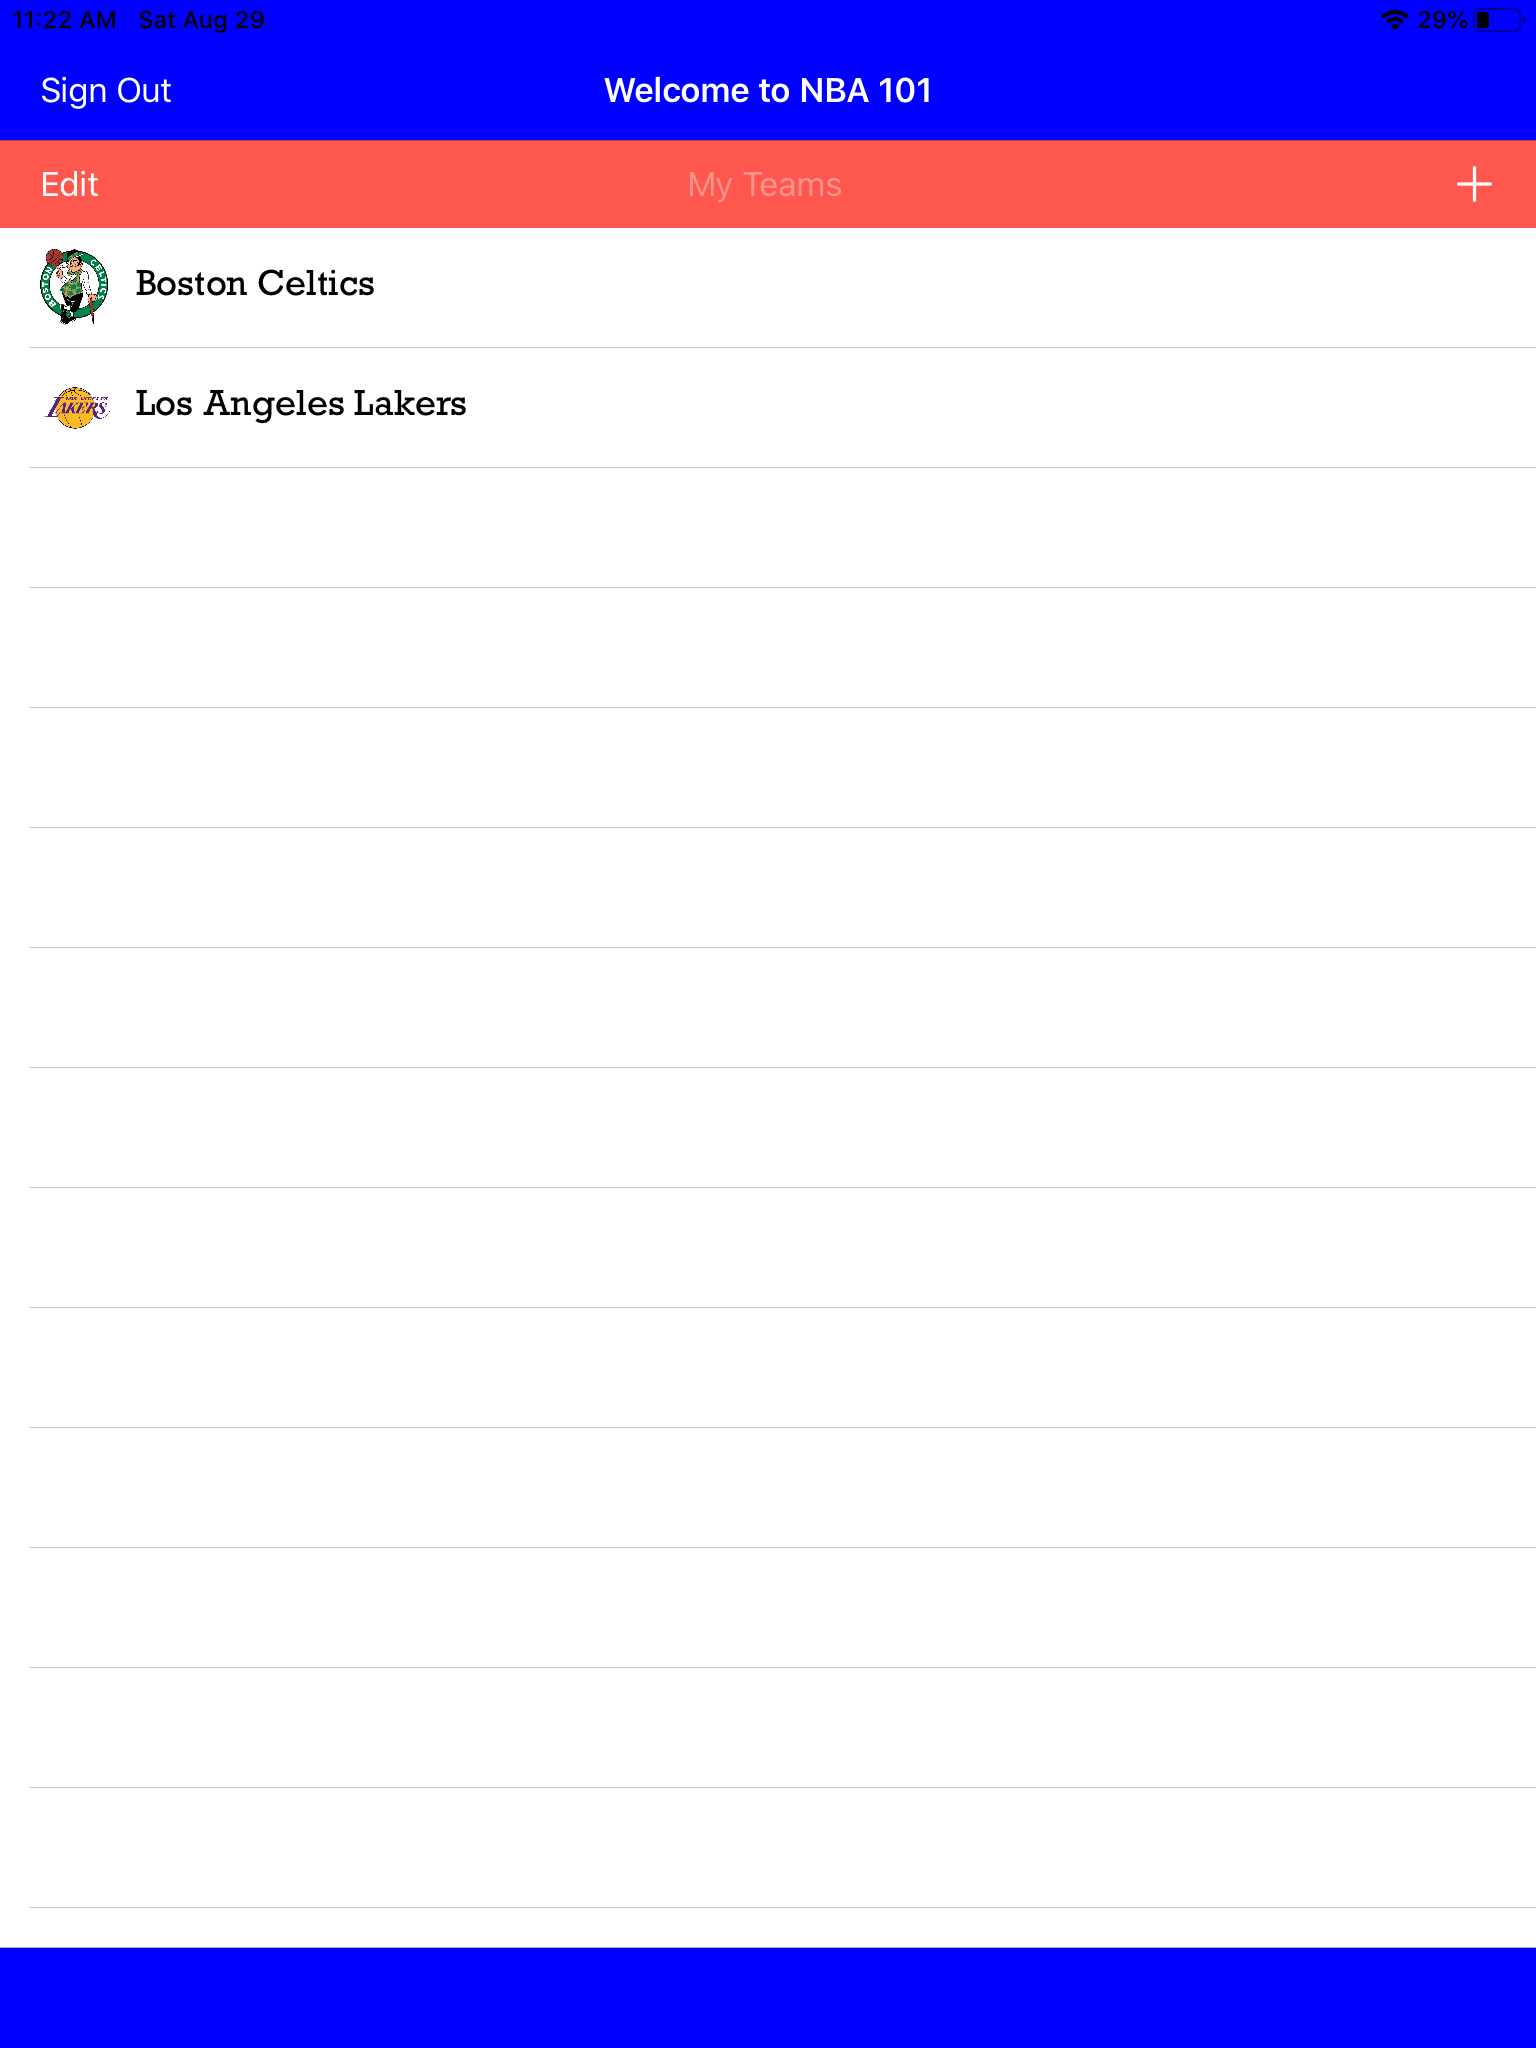 11:22 AM Sat Aug 29 29%
Sign Out Welcome to NBA 101
Edit My Teams +
BOSTON CELTICS
Boston Celtics
LAKERS
Los Angeles Lakers